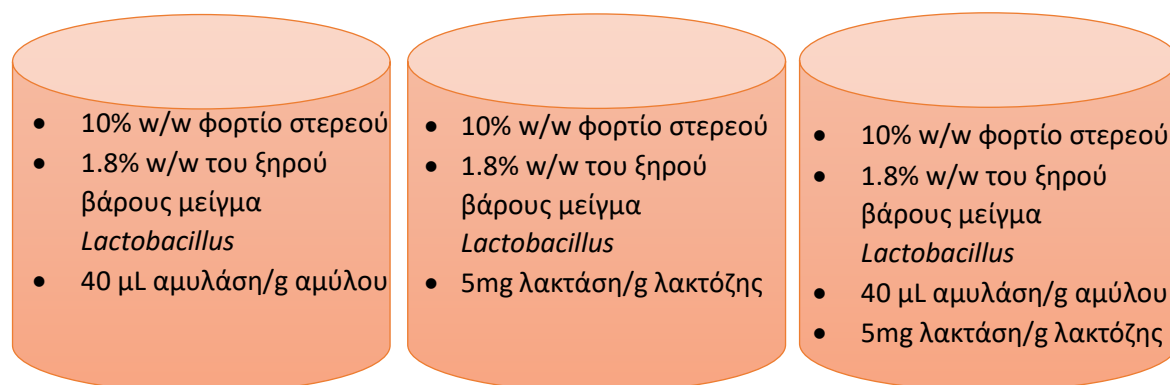 • 10% w/w φορτίο στερεού
• 1.8% w/w του ξηρού
βάρους μείγμα
Lactobacillus
• 40 μL αμυλάση/g αμύλου
• 10% w/w φορτίο στερεού
• 1.8% w/w του ξηρού
βάρους μείγμα
Lactobacillus
• 5mg λακτάση/g λακτόζης
• 10% w/w φορτίο στερεού
• 1.8% w/w του ξηρού
βάρους μείγμα
Lactobacillus
• 40 μL αμυλάση/g αμύλου
• 5mg λακτάση/g λακτόζης